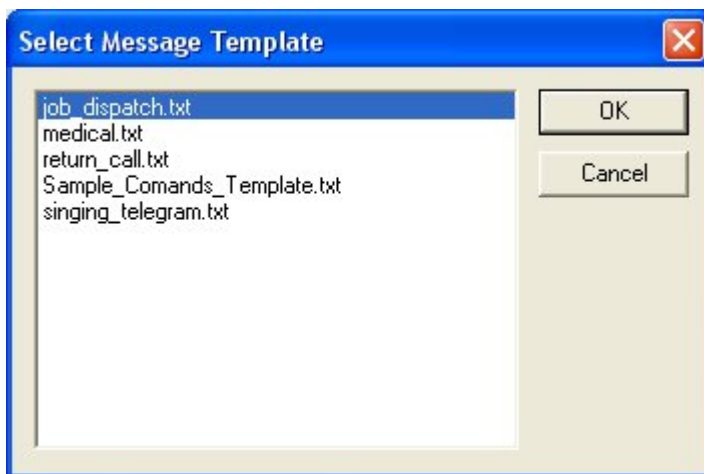 Select Message Template
job_dispatch.txt
medical.txt
return_call.txt
Sample_Comands_Template.txt
singing_telegram.txt
OK
Cancel